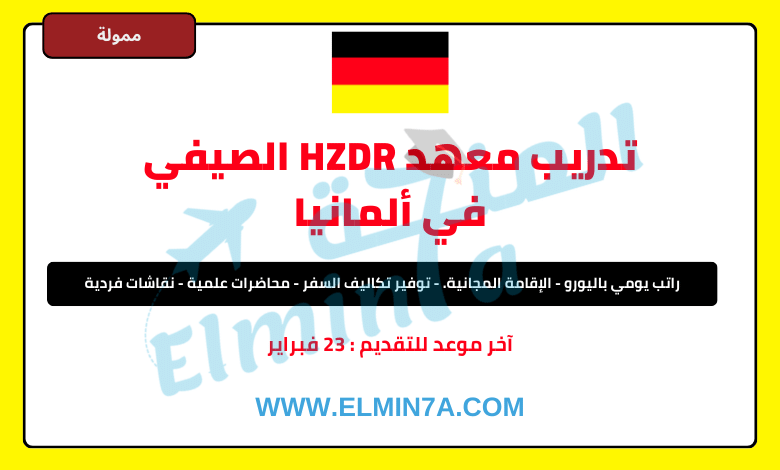 ممولة
تدريب معهد HZDR الصيفي
في ألمانيا
راتب يومي باليورو - الإقامة المجانية. - توفير تكاليف السفر - محاضرات علمية - نقاشات فردية
آخر موعد للتقديم : 23 فبراير
WWW.ELMIN7A.COM
المنحة
Elmin7a